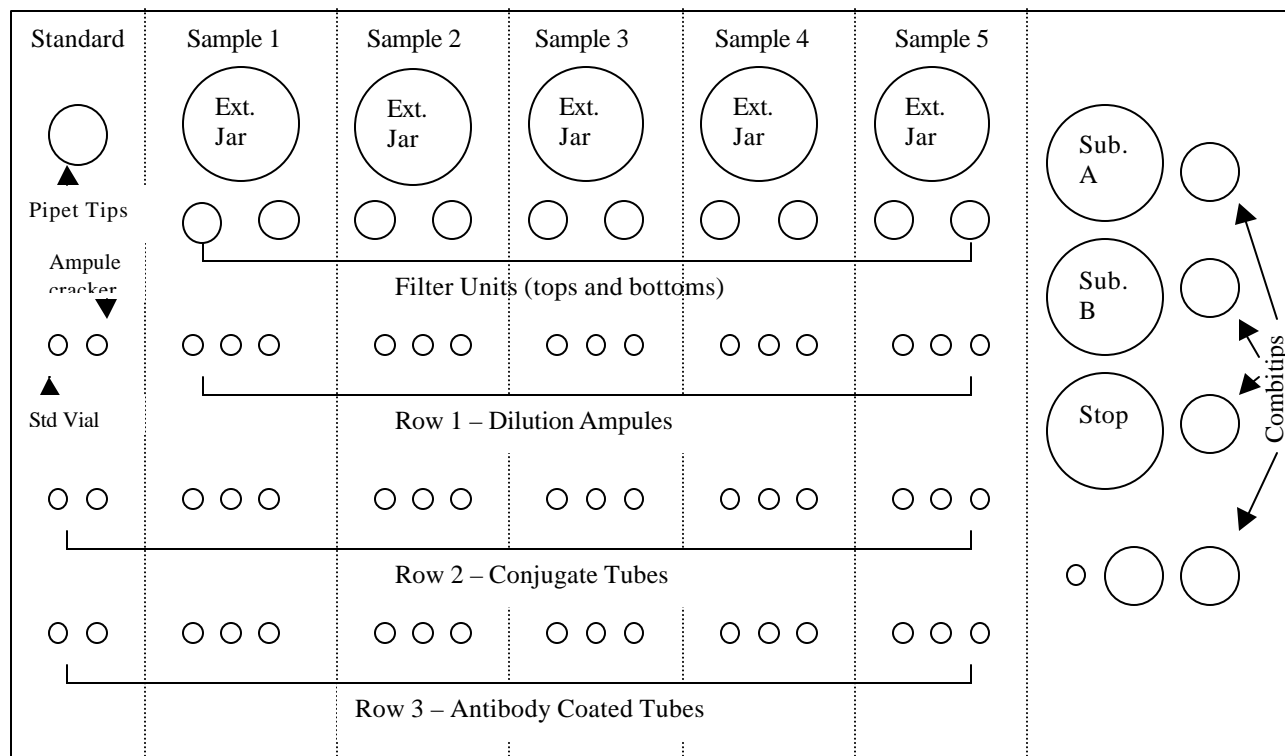 Standard
Sample 1
Sample 2
Sample 3
Sample 4
Sample 5
Ext.
Jar
Ext.
Jar
Ext.
Jar
Ext.
Jar
Ext.
Jar
Sub.
A
Pipet Tips
Ampule
cracker
Filter Units (tops and bottoms)
Sub.
B
Combitips
Std Vial
Row 1 – Dilution Ampules
Stop
Row 2 – Conjugate Tubes
Row 3 – Antibody Coated Tubes